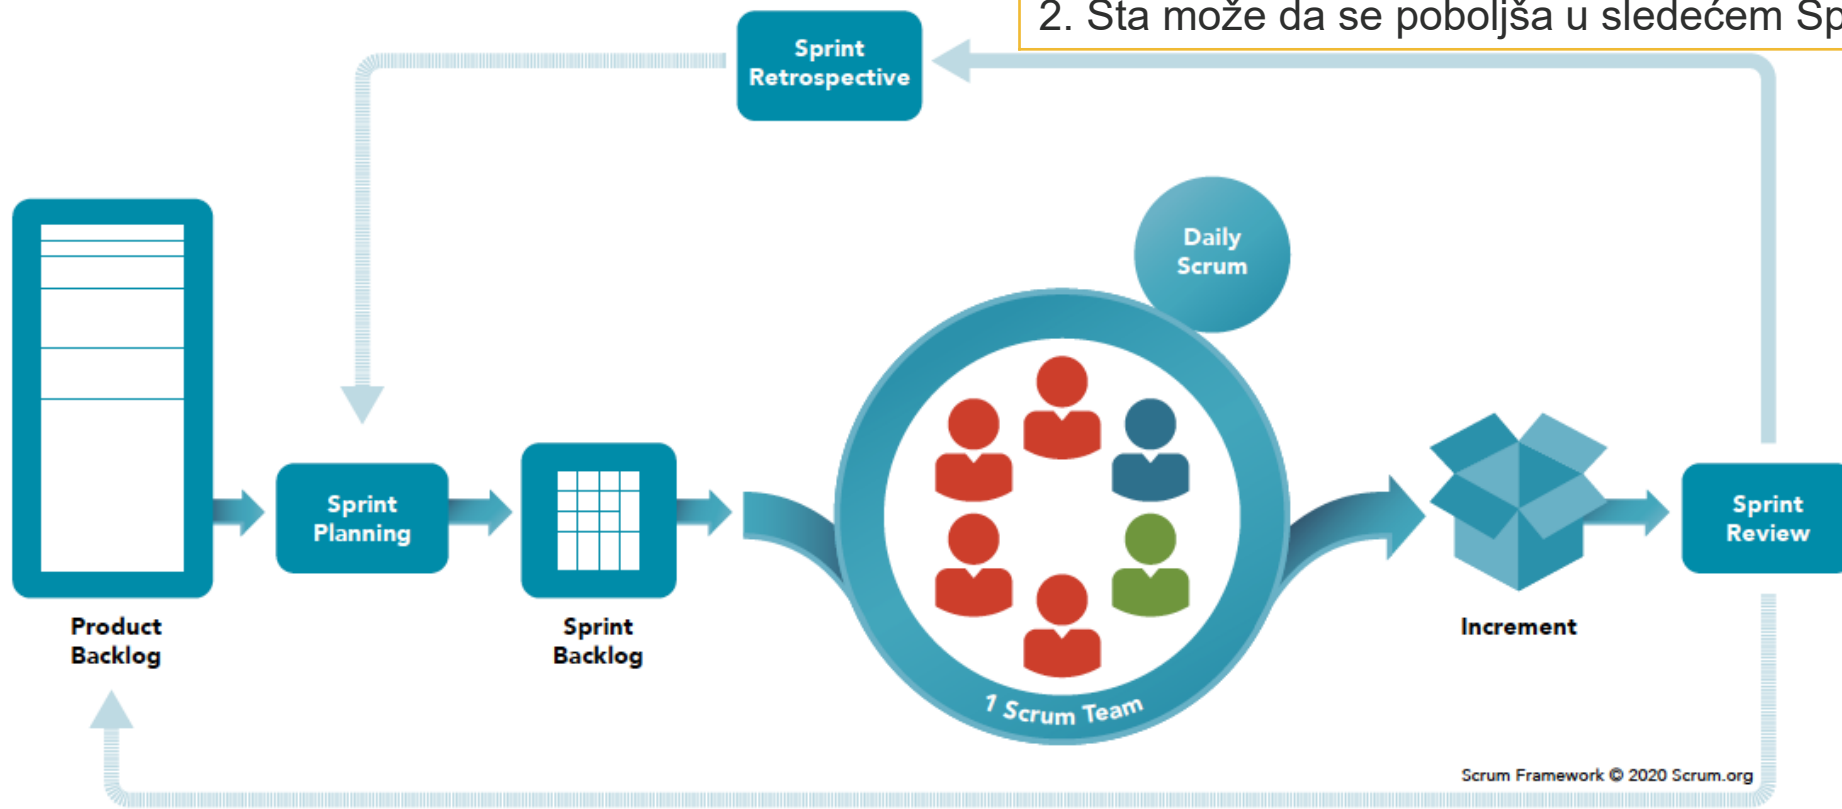 2. Šta može da se poboljša u sledećem
Sprint
Retrospective
Daily
Scrum
Sprint
Planning
Sprint
Review
Product
Backlog
Sprint
Backlog
Increment
1 Scrum Team
Scrum Framework © 2020 Scrum.org